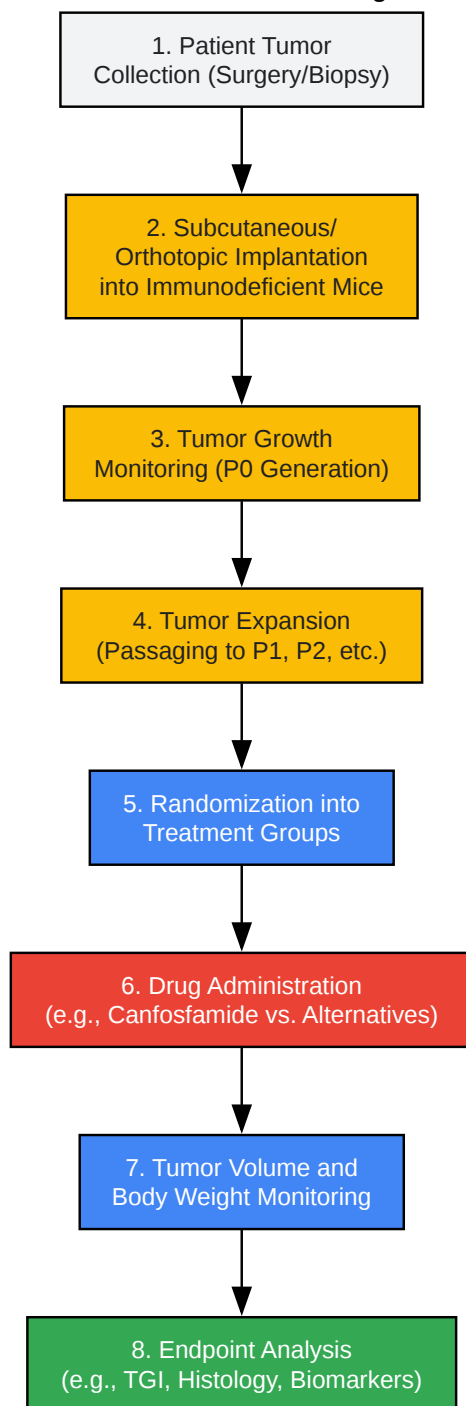 1. Patient Tumor
Collection (Surgery/Biopsy)
2. Subcutaneous/
Orthotopic Implantation
into Immunodeficient Mice
3. Tumor Growth
Monitoring (P0 Generation)
4. Tumor Expansion
(Passaging to P1, P2, etc.)
5. Randomization into
Treatment Groups
6. Drug Administration
(e.g., Canfosfamide vs. Alternatives)
7. Tumor Volume and
Body Weight Monitoring
8. Endpoint Analysis
(e.g., TGI, Histology, Biomarkers)